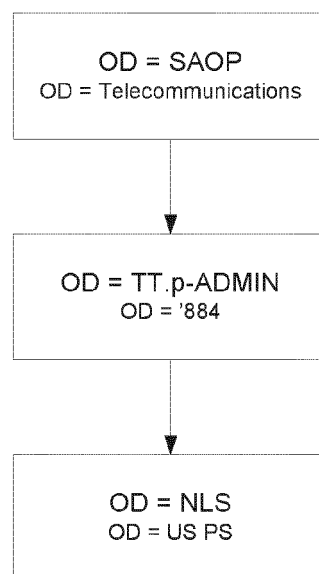 OD = SAOP
OD = Telecommunications
OD = TT.p-ADMIN
OD = '884
OD = NLS
OD = US PS